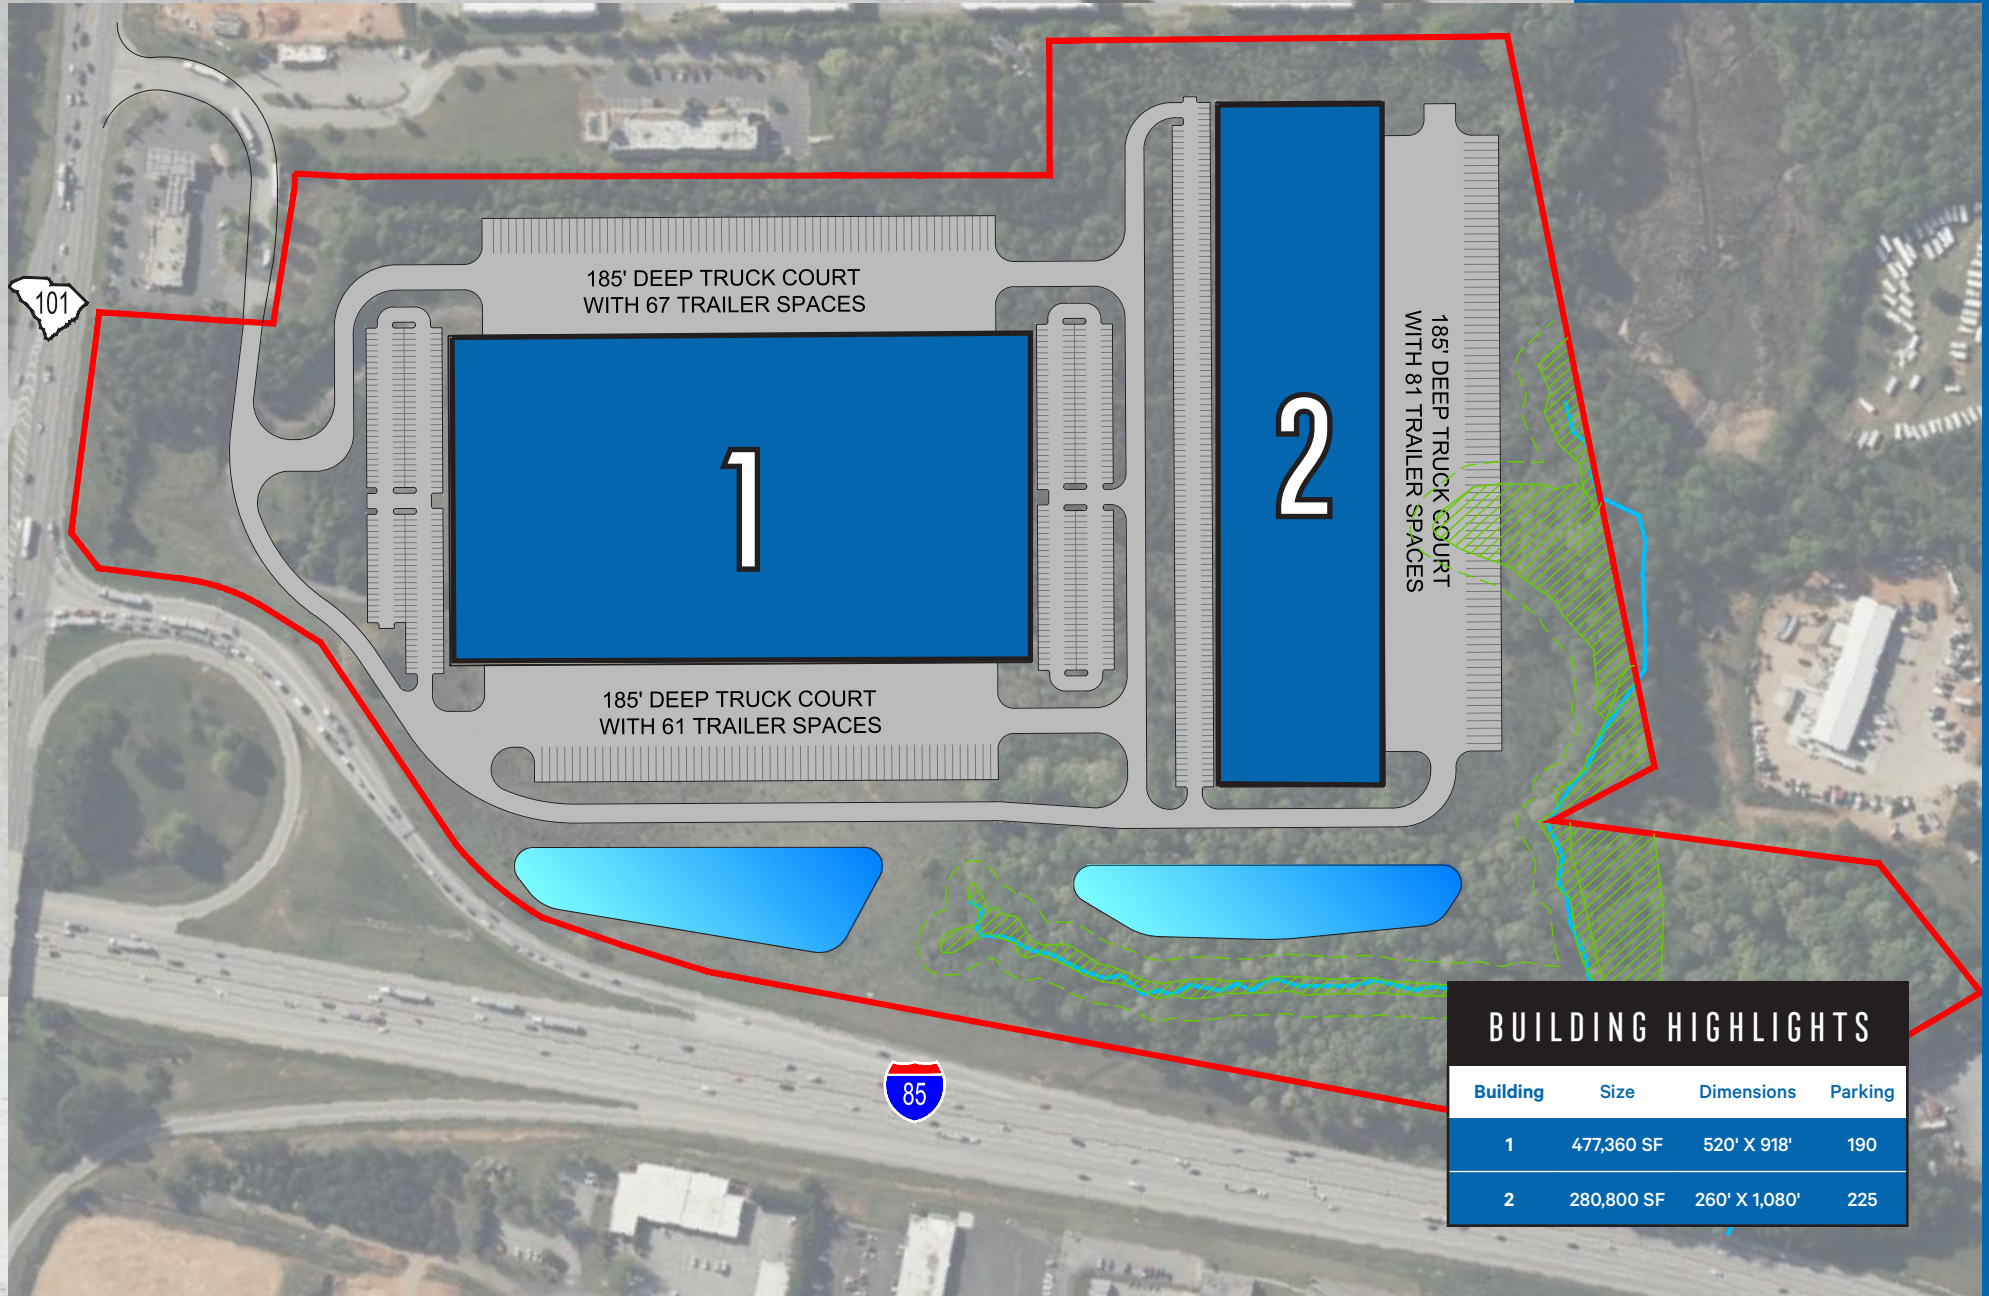 101
185' DEEP TRUCK COURT
WITH 67 TRAILER SPACES
1
2
185' DEEP TRUCK COURT
WITH 81 TRAILER SPACES
185' DEEP TRUCK COURT
WITH 61 TRAILER SPACES
85
BUILDING HIGHLIGHTS
Building Size Dimensions Parking
1 477,360 SF 520' X 918' 190
2 280,800 SF 260' X 1,080' 225